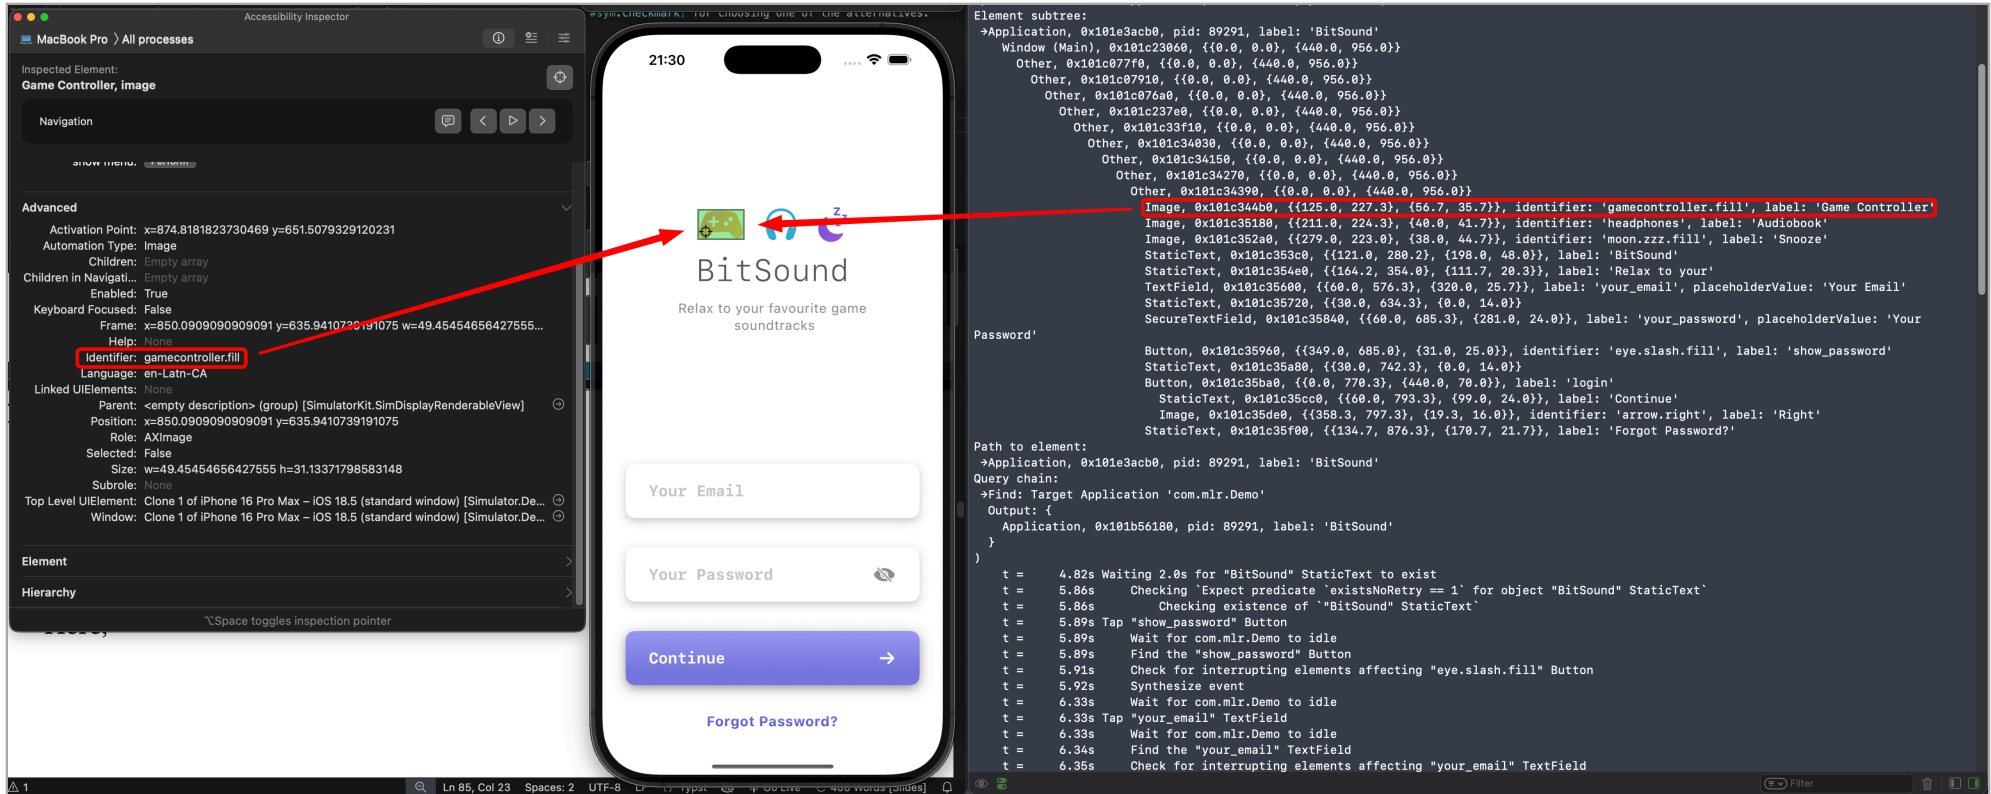 Accessibility Inspector
MacBook Pro 〉All processes
Inspected Element:
Game Controller, image
Navigation
show menu: Perform
Advanced
Activation Point: x=874.8181823730469 y=651.5079329120231
Automation Type: Image
Children: Empty array
Children in Navigati... Empty array
Enabled: True
Keyboard Focused: False
Frame: x=850.0909090909091 y=635.9410739191075 w=49.45454656427555...
Help: None
Identifier: gamecontroller.fill
Language: en-Latn-CA
Linked UIElements: None
Parent: <empty description> (group) [SimulatorKit.SimDisplayRenderableView]
Position: x=850.0909090909091 y=635.9410739191075
Role: AXImage
Selected: False
Size: w=49.45454656427555 h=31.13371798583148
Subrole: None
Top Level UIElement: Clone 1 of iPhone 16 Pro Max – iOS 18.5 (standard window) [Simulator.De...
Window: Clone 1 of iPhone 16 Pro Max – iOS 18.5 (standard window) [Simulator.De...
Element
Hierarchy
⌥Space toggles inspection pointer
1
Ln 85, Col 23 Spaces: 2 UTF-8
#sym.checkmark) for choosing one of the alternatives.
21:30
BitSound
Relax to your favourite game
soundtracks
Your Email
Your Password
Continue
Forgot Password?
Element subtree:
→Application, 0x101e3acb0, pid: 89291, label: 'BitSound'
Window (Main), 0x101c23060, {{0.0, 0.0}, {440.0, 956.0}}
Other, 0x101c077f0, {{0.0, 0.0}, {440.0, 956.0}}
Other, 0x101c07910, {{0.0, 0.0}, {440.0, 956.0}}
Other, 0x101c076a0, {{0.0, 0.0}, {440.0, 956.0}}
Other, 0x101c237e0, {{0.0, 0.0}, {440.0, 956.0}}
Other, 0x101c33f10, {{0.0, 0.0}, {440.0, 956.0}}
Other, 0x101c34030, {{0.0, 0.0}, {440.0, 956.0}}
Other, 0x101c34150, {{0.0, 0.0}, {440.0, 956.0}}
Other, 0x101c34270, {{0.0, 0.0}, {440.0, 956.0}}
Other, 0x101c34390, {{0.0, 0.0}, {440.0, 956.0}}
Image, 0x101c344b0, {{125.0, 227.3}, {56.7, 35.7}}, identifier: 'gamecontroller.fill', label: 'Game Controller'
Image, 0x101c35180, {{211.0, 224.3}, {40.0, 41.7}}, identifier: 'headphones', label: 'Audiobook'
Image, 0x101c352a0, {{279.0, 223.0}, {38.0, 44.7}}, identifier: 'moon.zzz.fill', label: 'Snooze'
StaticText, 0x101c353c0, {{121.0, 280.2}, {198.0, 48.0}}, label: 'BitSound'
StaticText, 0x101c354e0, {{164.2, 354.0}, {111.7, 20.3}}, label: 'Relax to your'
TextField, 0x101c35600, {{60.0, 576.3}, {320.0, 25.7}}, label: 'your_email', placeholderValue: 'Your Email'
StaticText, 0x101c35720, {{30.0, 634.3}, {0.0, 14.0}}
SecureTextField, 0x101c35840, {{60.0, 685.3}, {281.0, 24.0}}, label: 'your_password', placeholderValue: 'Your
Password'
Button, 0x101c35960, {{349.0, 685.0}, {31.0, 25.0}}, identifier: 'eye.slash.fill', label: 'show_password'
StaticText, 0x101c35a80, {{30.0, 742.3}, {0.0, 14.0}}
Button, 0x101c35ba0, {{0.0, 770.3}, {440.0, 70.0}}, label: 'login'
StaticText, 0x101c35cc0, {{60.0, 793.3}, {99.0, 24.0}}, label: 'Continue'
Image, 0x101c35de0, {{358.3, 797.3}, {19.3, 16.0}}, identifier: 'arrow.right', label: 'Right'
StaticText, 0x101c35f00, {{134.7, 876.3}, {170.7, 21.7}}, label: 'Forgot Password?'
Path to element:
→Application, 0x101e3acb0, pid: 89291, label: 'BitSound'
Query chain:
→Find: Target Application 'com.mlr.Demo'
Output: {
Application, 0x101b56180, pid: 89291, label: 'BitSound'
}
)
t = 4.82s Waiting 2.0s for "BitSound" StaticText to exist
t = 5.86s Checking `Expect predicate `existsNoRetry == 1` for object "BitSound" StaticText`
t = 5.86s Checking existence of `"BitSound" StaticText`
t = 5.89s Tap "show_password" Button
t = 5.89s Wait for com.mlr.Demo to idle
t = 5.89s Find the "show_password" Button
t = 5.91s Check for interrupting elements affecting "eye.slash.fill" Button
t = 5.92s Synthesize event
t = 6.33s Wait for com.mlr.Demo to idle
t = 6.33s Tap "your_email" TextField
t = 6.33s Wait for com.mlr.Demo to idle
t = 6.34s Find the "your_email" TextField
t = 6.35s Check for interrupting elements affecting "your_email" TextField
Filter